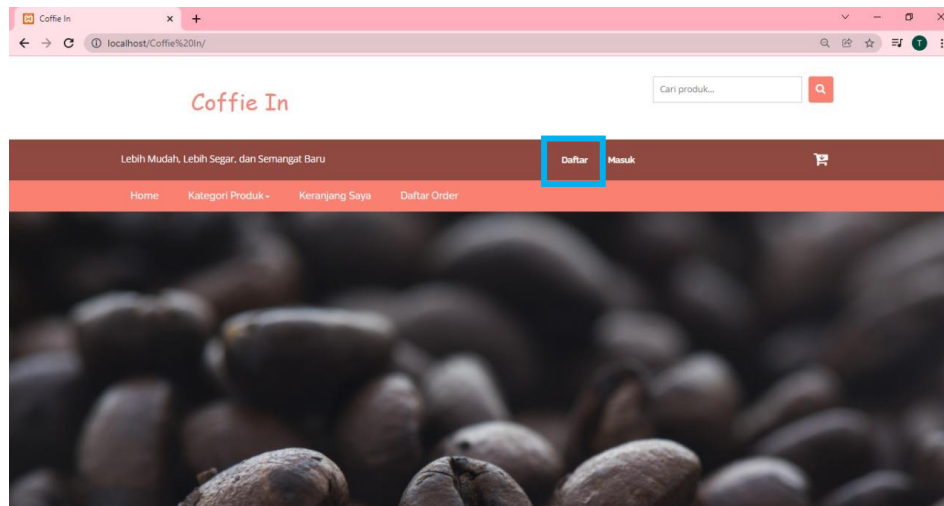 Coffie In
localhost/Coffie%20In/
Coffie In
Cari produk...
Lebih Mudah, Lebih Segar, dan Semangat Baru
Daftar Masuk
Home Kategori Produk Keranjang Saya Daftar Order